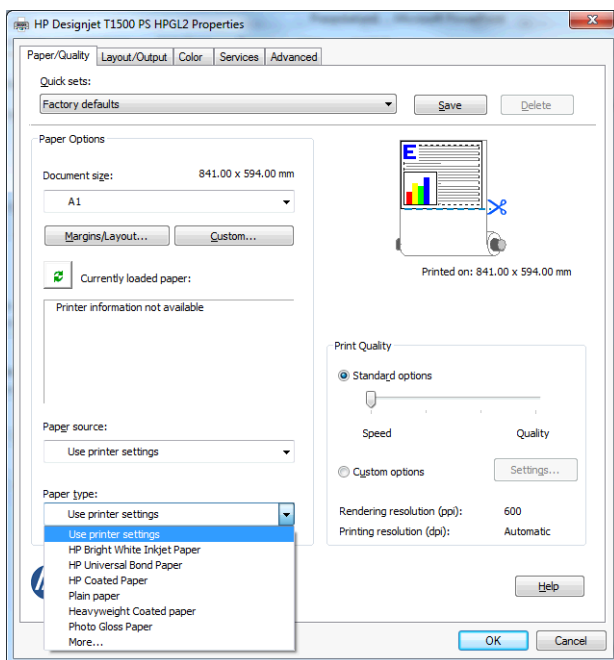 HP Designjet T1500 PS HPGL2 Properties
Paper/Quality Layout/Output Color Services Advanced
Quick sets:
Factory defaults
Save Delete
Paper Options
Document size: 841.00 x 594.00 mm
A1
Margins/Layout... Custom...
Currently loaded paper:
Printer information not available
E
Printed on: 841.00 x 594.00 mm
Print Quality
Standard options
Speed Quality
Custom options Settings...
Rendering resolution (ppi): 600
Printing resolution (dpi): Automatic
Paper source:
Use printer settings
Paper type:
Use printer settings
Use printer settings
HP Bright White Inkjet Paper
HP Universal Bond Paper
HP Coated Paper
Plain paper
Heavyweight Coated paper
Photo Gloss Paper
More...
Help
OK Cancel